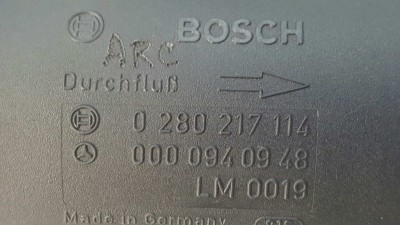 BOSCH
ARC
Durchfluß
0 280 217 114
000 094 09 48
LM 0019
Made in Germany